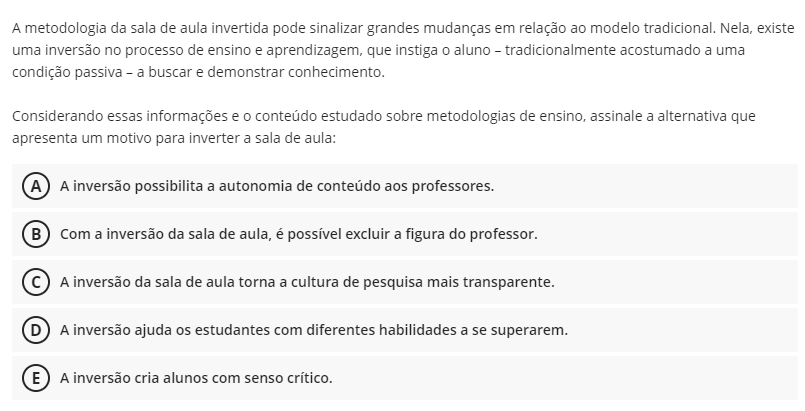 A metodologia da sala de aula invertida pode sinalizar grandes mudanças em relação ao modelo tradicional. Nela, existe
uma inversão no processo de ensino e aprendizagem, que instiga o aluno – tradicionalmente acostumado a uma
condição passiva – a buscar e demonstrar conhecimento.
Considerando essas informações e o conteúdo estudado sobre metodologias de ensino, assinale a alternativa que
apresenta um motivo para inverter a sala de aula:
A A inversão possibilita a autonomia de conteúdo aos professores.
B Com a inversão da sala de aula, é possível excluir a figura do professor.
C A inversão da sala de aula torna a cultura de pesquisa mais transparente.
D A inversão ajuda os estudantes com diferentes habilidades a se superarem.
E A inversão cria alunos com senso crítico.